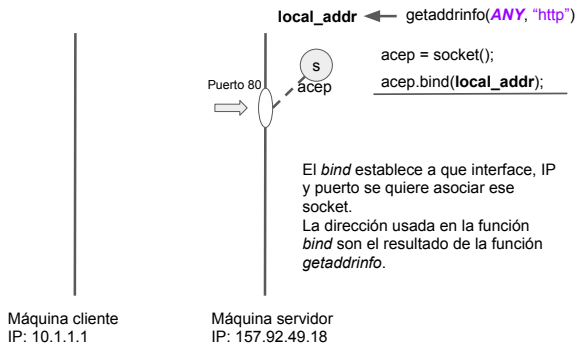 local_addr getaddrinfo(ANY, “http”)
s
acep
acep = socket();
acep.bind(local_addr);
Puerto 80
El bind establece a que interface, IP
y puerto se quiere asociar ese
socket.
La dirección usada en la función
bind son el resultado de la función
getaddrinfo.
Máquina cliente
IP: 10.1.1.1
Máquina servidor
IP: 157.92.49.18